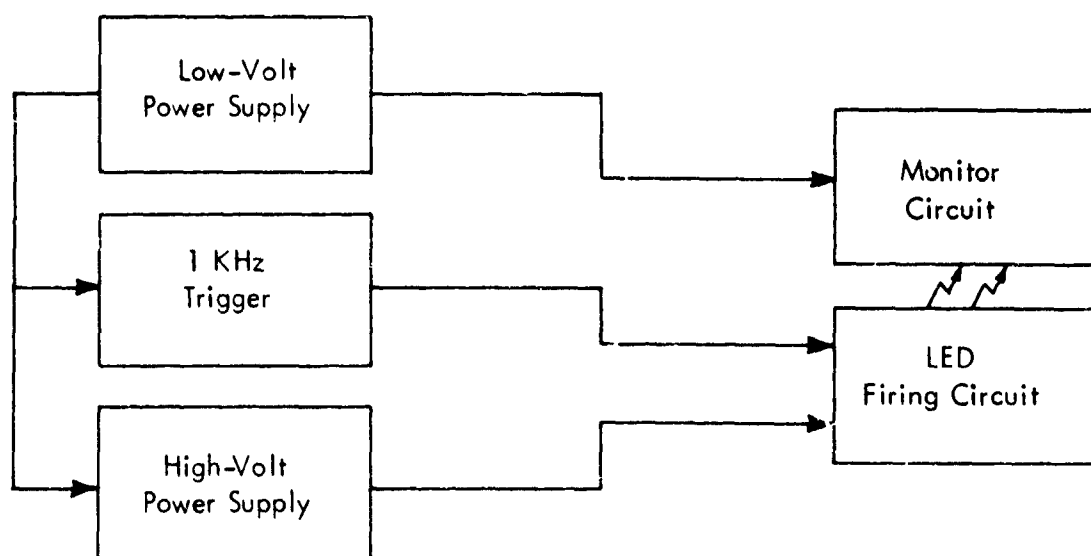 Low-Volt
Power Supply
1 KHz
Trigger
High-Volt
Power Supply
Monitor
Circuit
LED
Firing Circuit